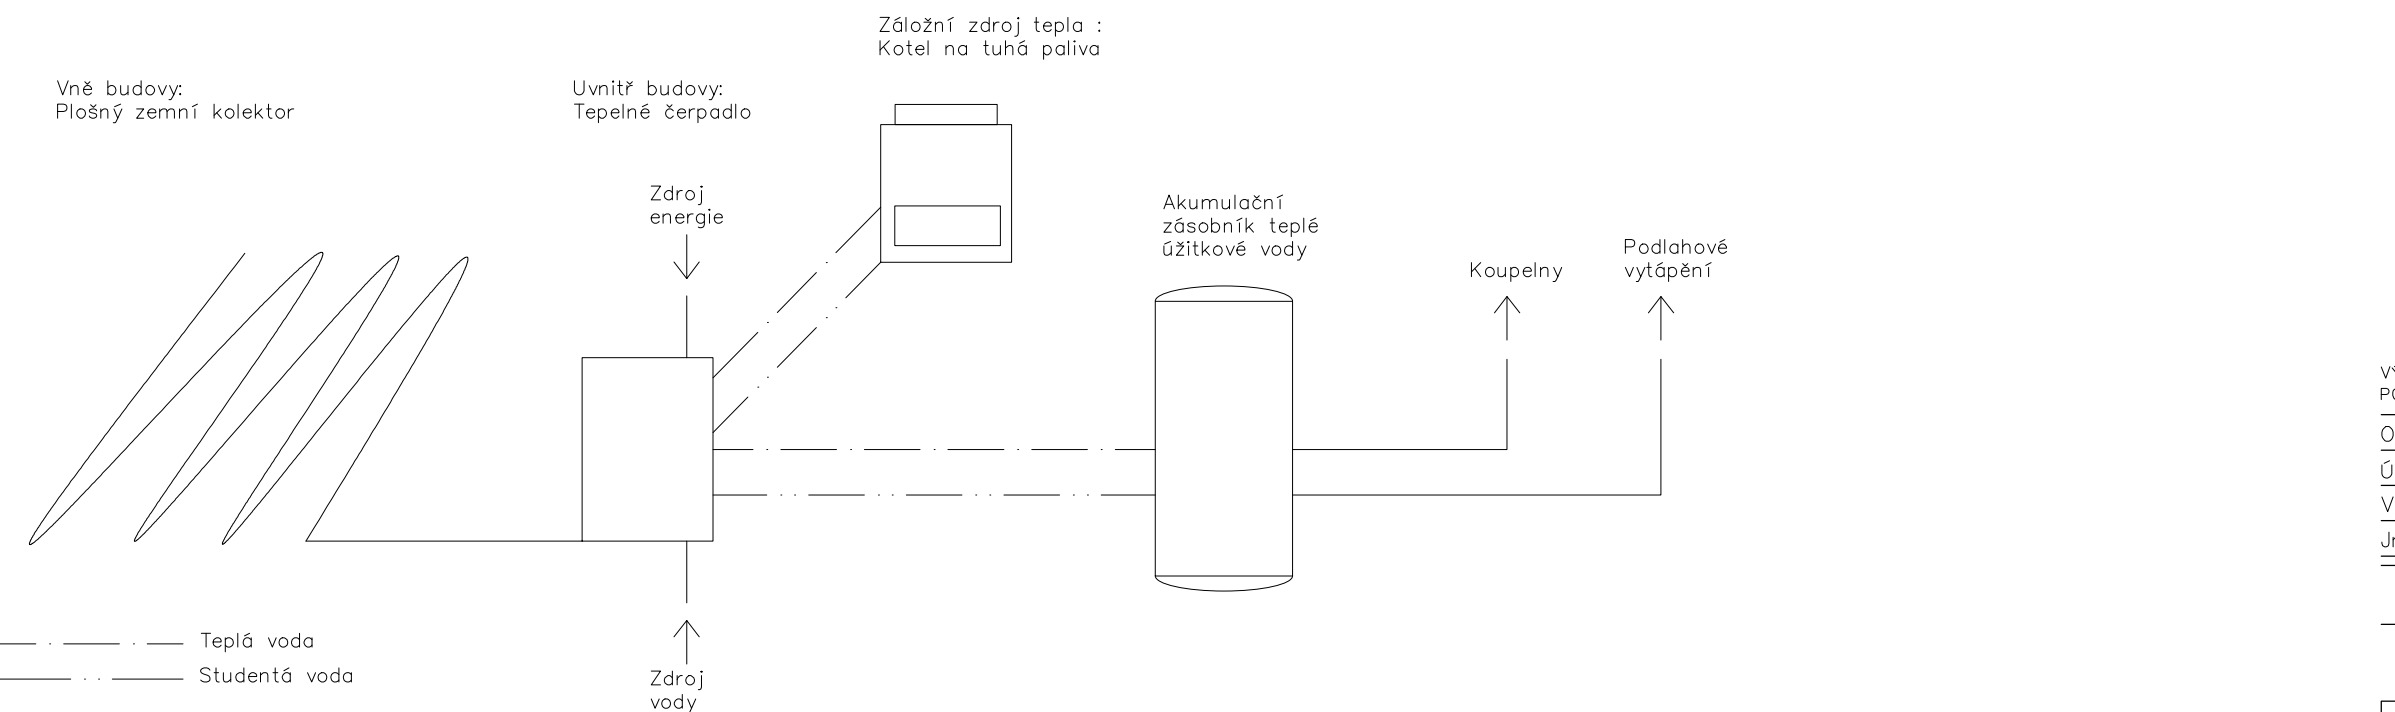 Záložní zdroj tepla :
Kotel na tuhá paliva
Vně budovy:
Plošný zemní kolektor
Uvnitř budovy:
Tepelné čerpadlo
Zdroj
energie
Akumulační
zásobník teplé
úžitkové vody
Koupelny
Podlahové
vytápění
Teplá voda
Studentá voda
Zdroj
vody